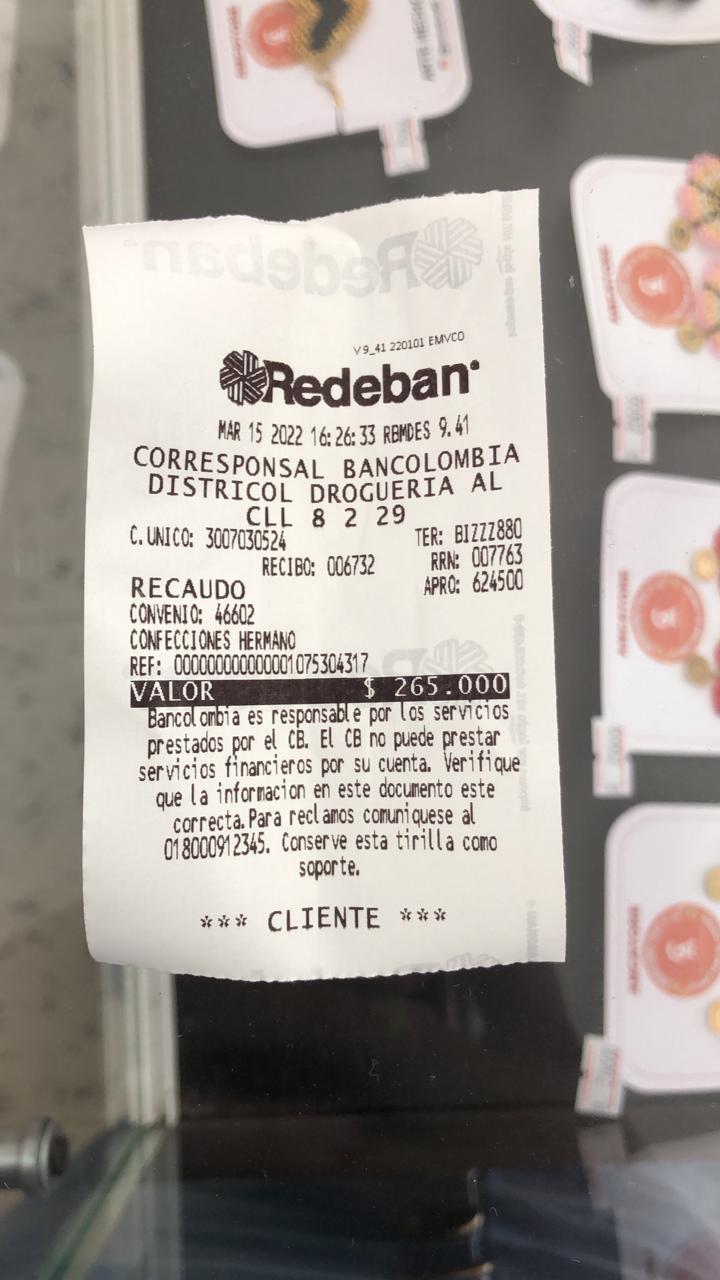 V9_41 220101 EMVCO
Redeban
MAR 15 2022 16:26:33 RBMDES 9.41
CORRESPONSAL BANCOLOMBIA
DISTRICOL DROGUERIA AL
CLL 8 2 29
C.UNICO: 3007030524 TER: BIZZZ880
RECIBO: 006732 RRN: 007763
RECAUDO APRO: 624500
CONVENIO: 46602
CONFECCIONES HERMANO
REF: 00000000000001075304317
VALOR $ 265.000
Bancolombia es responsable por los servicios
prestados por el CB. El CB no puede prestar
servicios financieros por su cuenta. Verifique
que la informacion en este documento este
correcta.Para reclamos comuniquese al
018000912345. Conserve esta tirilla como
soporte.
*** CLIENTE ***